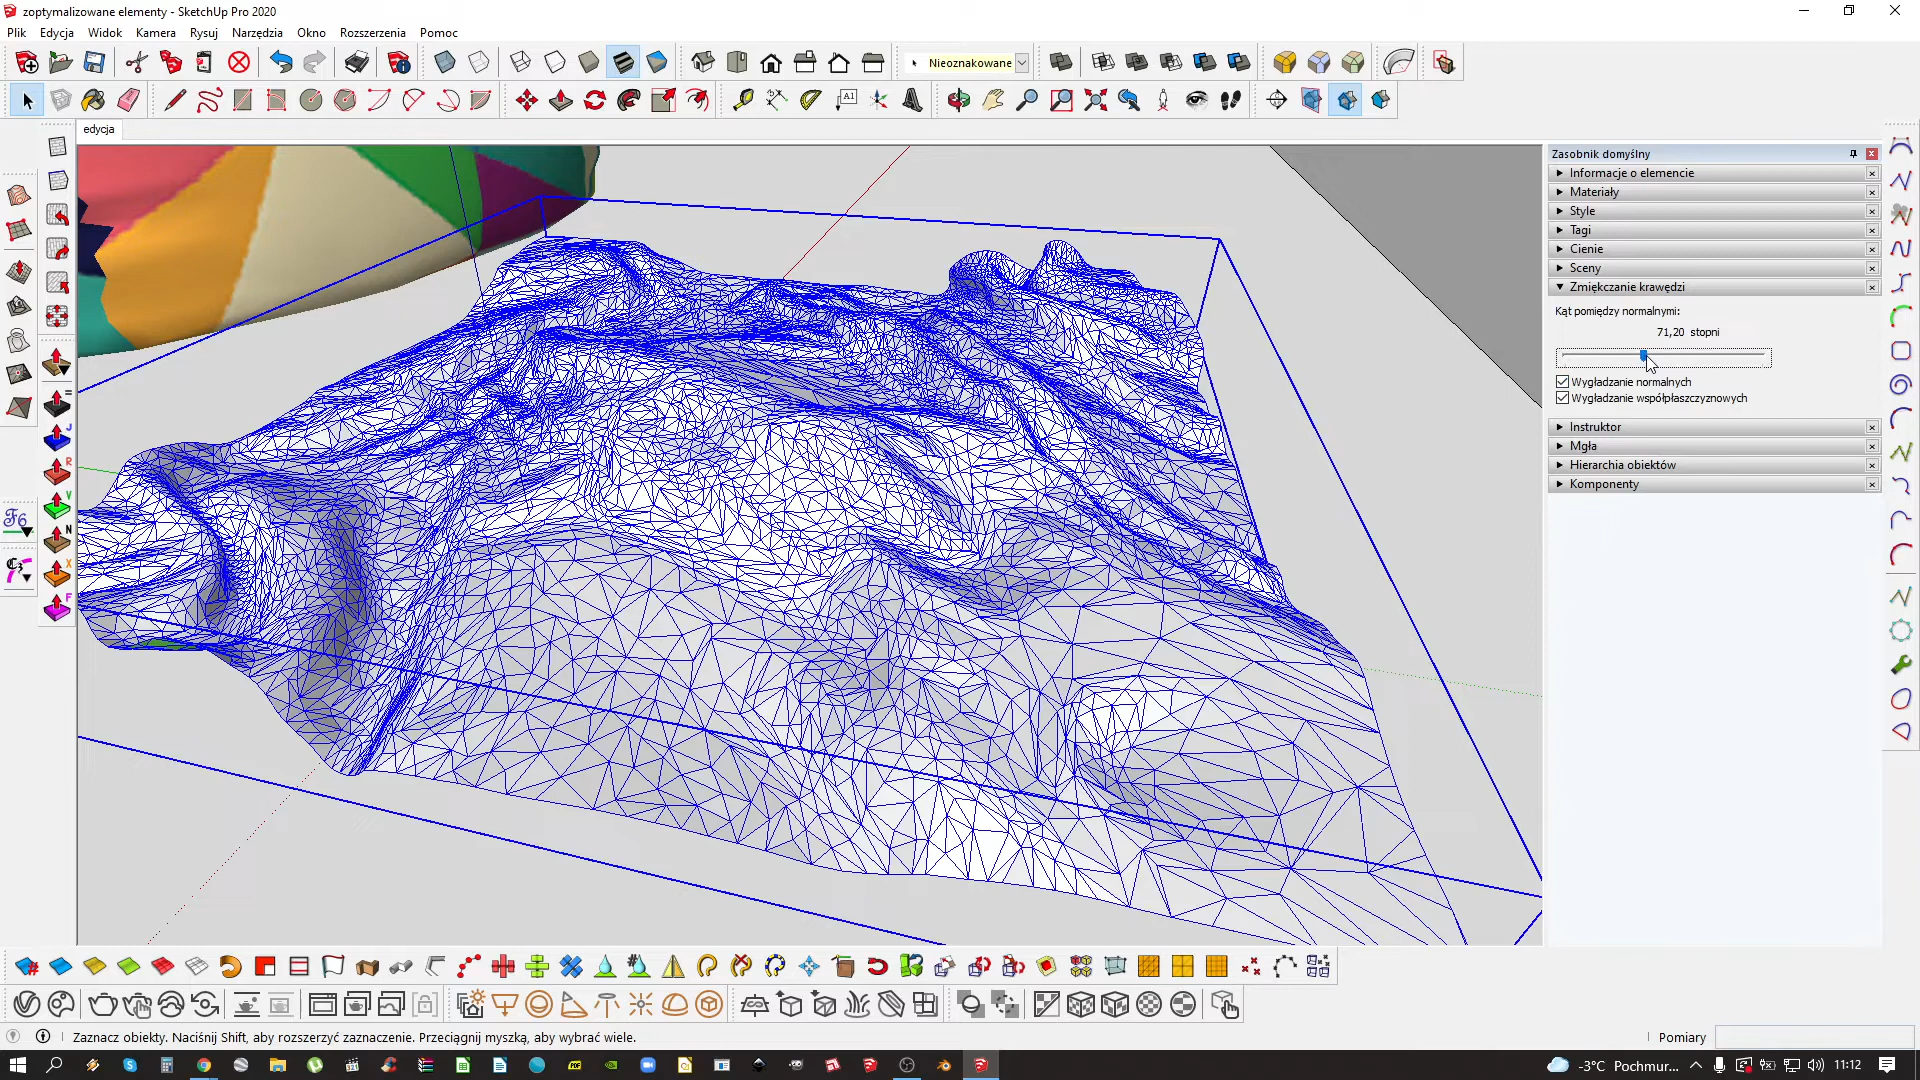 zoptymalizowane elementy - SketchUp Pro 2020
Plik Edycja Widok Kamera Rysuj Narzędzia Okno Rozszerzenia Pomoc
Nieoznakowane
A1
edycja
Zasobnik domyślny
Informacje o elemencie
Materiały
Style
Tagi
Cienie
Sceny
Zmiękczanie krawędzi
Kąt pomiędzy normalnymi:
71,20 stopni
Wygładzanie normalnych
Wygładzanie współpłaszczyznowych
Instruktor
Mgła
Hierarchia obiektów
Komponenty
J
R
V
N
X
F
Zaznacz obiekty. Naciśnij Shift, aby rozszerzyć zaznaczenie. Przeciągnij myszką, aby wybrać wiele.
Pomiary
-3°C Pochmur... 11:12